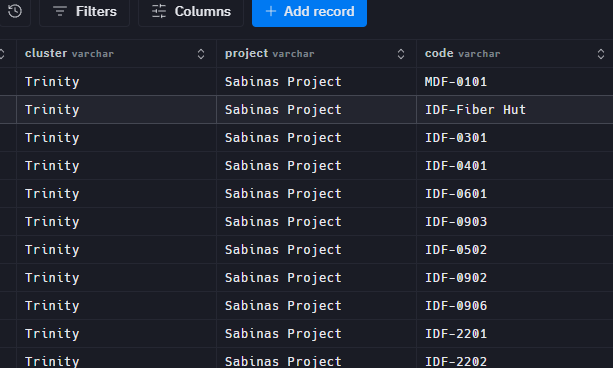 Filters Columns + Add record
cluster varchar project varchar code varchar
Trinity Sabinas Project MDF-0101
Trinity Sabinas Project IDF-Fiber Hut
Trinity Sabinas Project IDF-0301
Trinity Sabinas Project IDF-0401
Trinity Sabinas Project IDF-0601
Trinity Sabinas Project IDF-0903
Trinity Sabinas Project IDF-0502
Trinity Sabinas Project IDF-0902
Trinity Sabinas Project IDF-0906
Trinity Sabinas Project IDF-2201
Trinity Sabinas Project IDF-2202